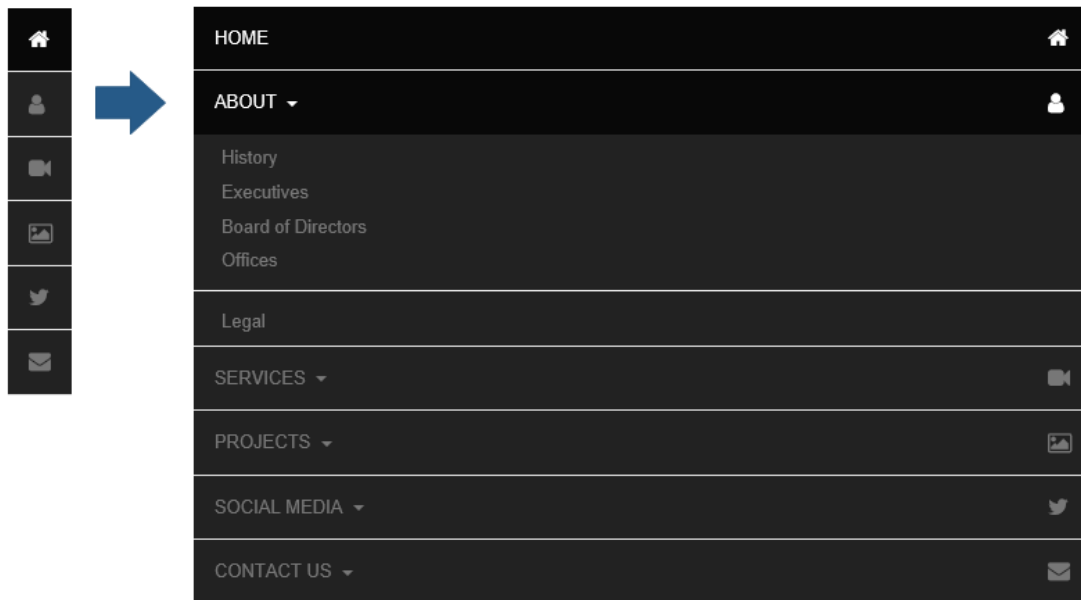 HOME
ABOUT
History
Executives
Board of Directors
Offices
Legal
SERVICES
PROJECTS
SOCIAL MEDIA
CONTACT US